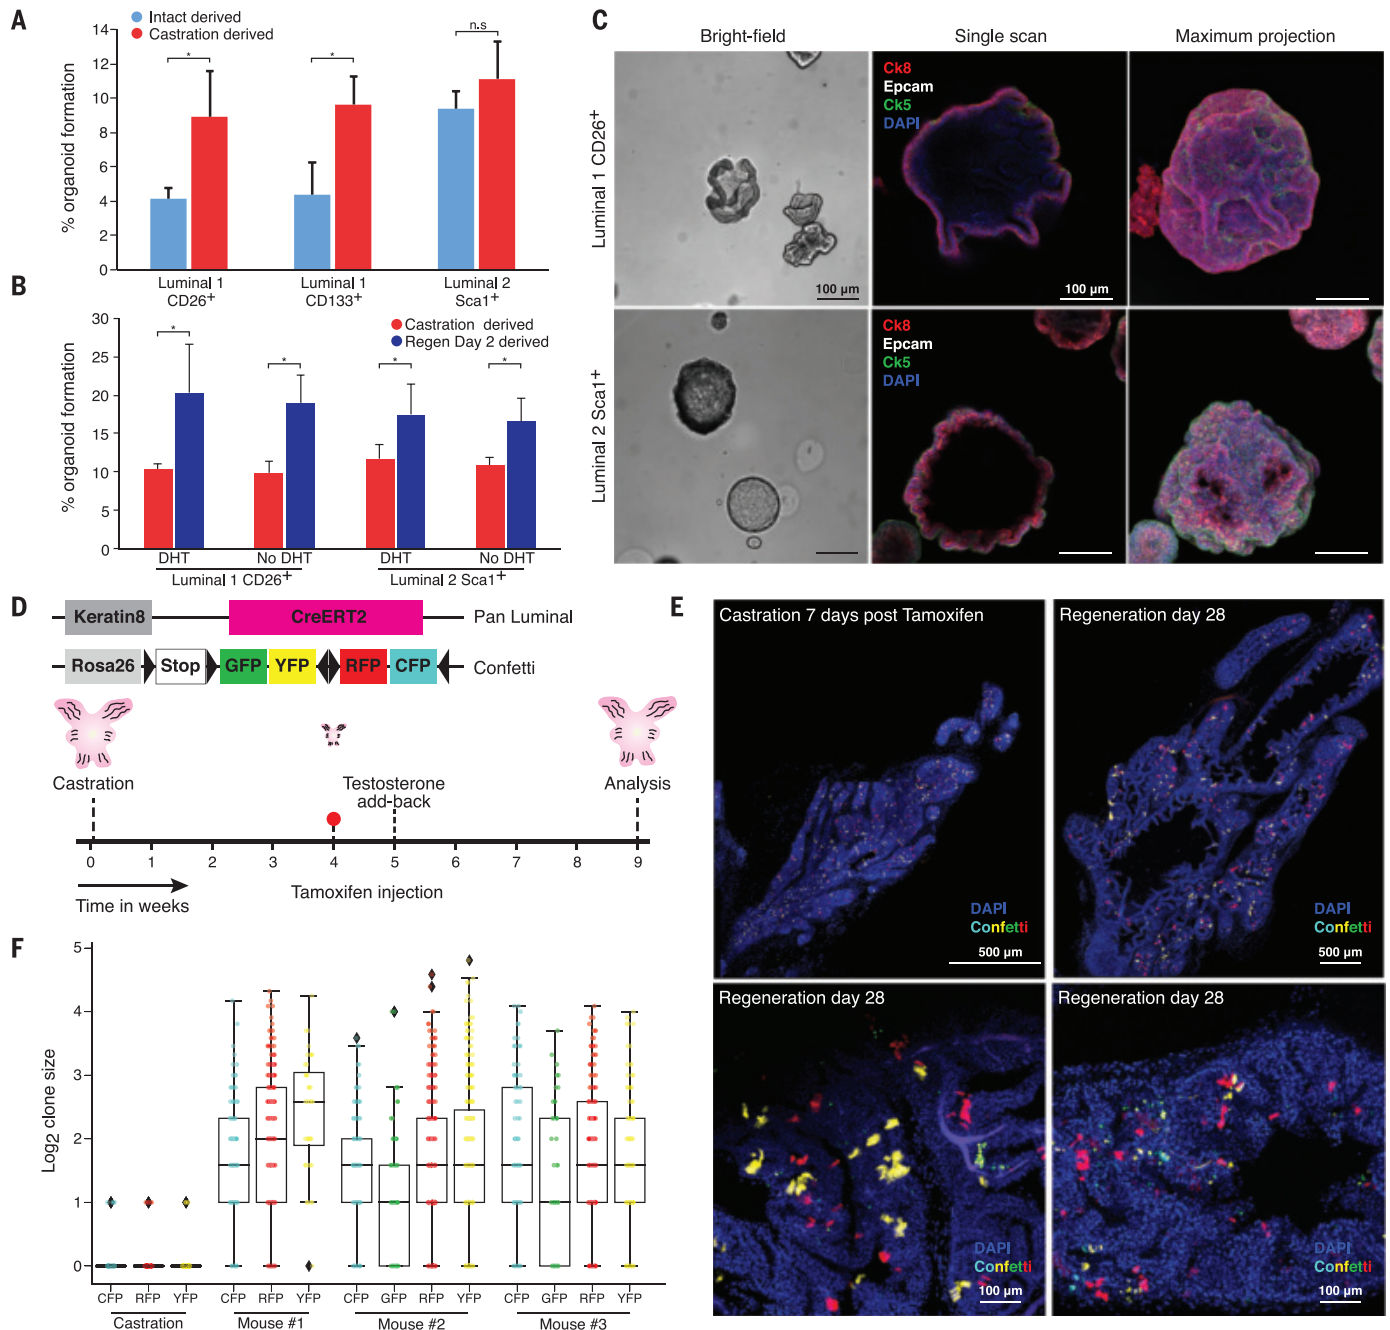 A
Intact derived
Castration derived
% organoid formation
14
12
10
8
6
4
2
0
*
*
n.s
Luminal 1
CD26+
Luminal 1
CD133+
Luminal 2
Sca1+
B
Castration derived
Regen Day 2 derived
% organoid formation
30
25
20
15
10
5
0
*
*
*
*
DHT
No DHT
DHT
No DHT
Luminal 1 CD26+
Luminal 2 Sca1+
C
Bright-field
Single scan
Maximum projection
Luminal 1 CD26+
100 µm
Ck8
Epcam
Ck5
DAPI
100 µm
Luminal 2 Sca1+
Ck8
Epcam
Ck5
DAPI
D
Keratin8
CreERT2
Pan Luminal
Rosa26
Stop
GFP
YFP
RFP
CFP
Confetti
Castration
Testosterone
add-back
Analysis
0 1 2 3 4 5 6 7 8 9
Time in weeks
Tamoxifen injection
E
Castration 7 days post Tamoxifen
DAPI
Confetti
500 µm
Regeneration day 28
DAPI
Confetti
500 µm
Regeneration day 28
DAPI
Confetti
100 µm
Regeneration day 28
DAPI
Confetti
100 µm
F
Log2 clone size
5
4
3
2
1
0
CFP RFP YFP CFP RFP YFP CFP GFP RFP YFP CFP GFP RFP YFP
Castration
Mouse #1
Mouse #2
Mouse #3